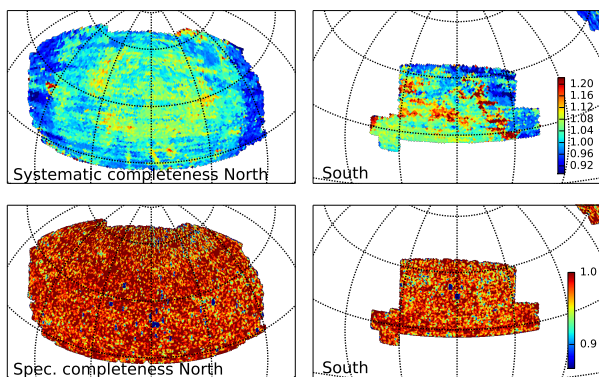 Systematic completeness North
South
1.20
1.16
1.12
1.08
1.04
1.00
0.96
0.92
Spec. completeness North
South
1.0
0.9